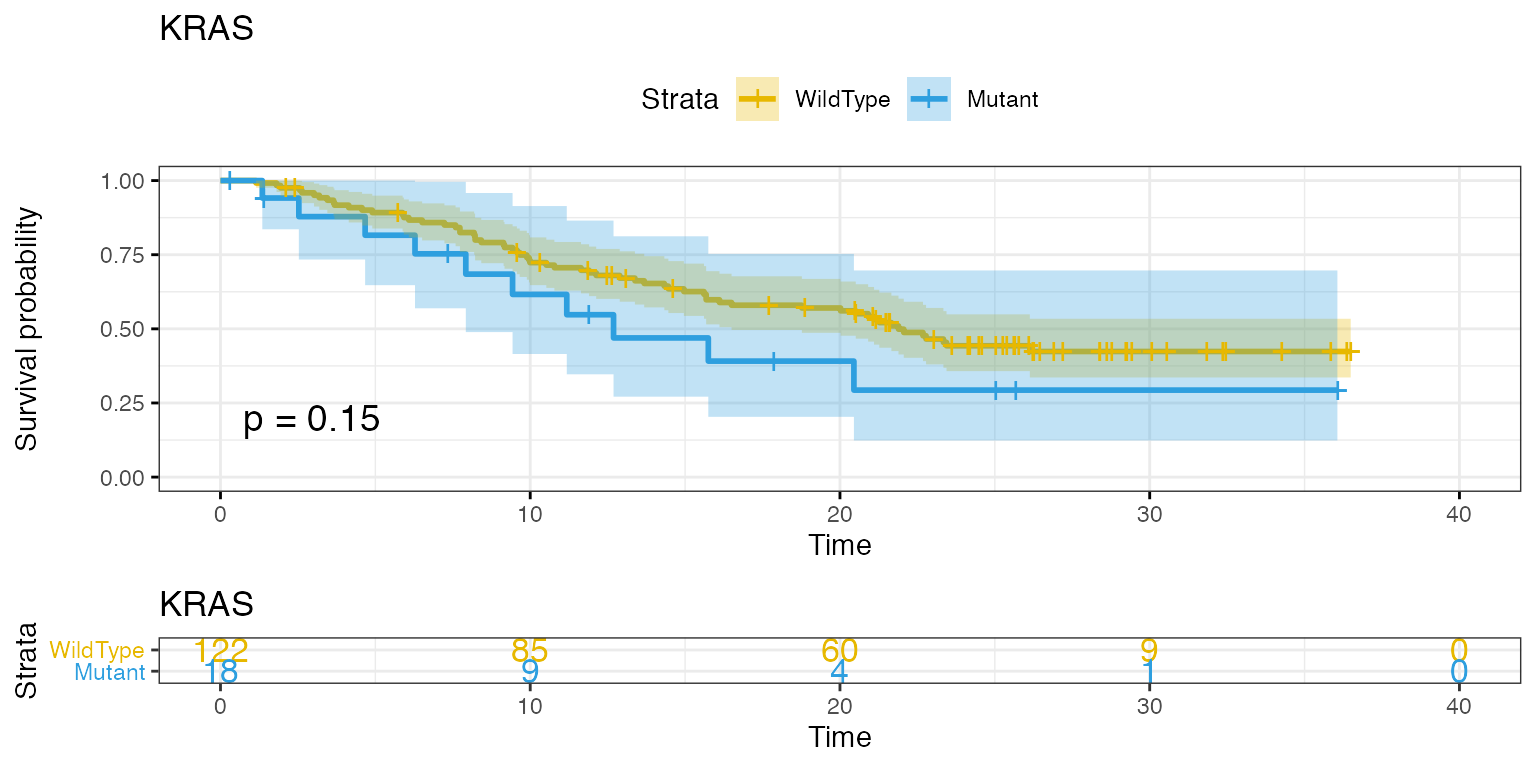 KRAS
Strata WildType Mutant
Survival probability
1.00
0.75
0.50
0.25
0.00
p = 0.15
0 10 20 30 40
Time
KRAS
Strata
WildType 122 85 60 9 0
Mutant 18 9 4 1 0
0 10 20 30 40
Time